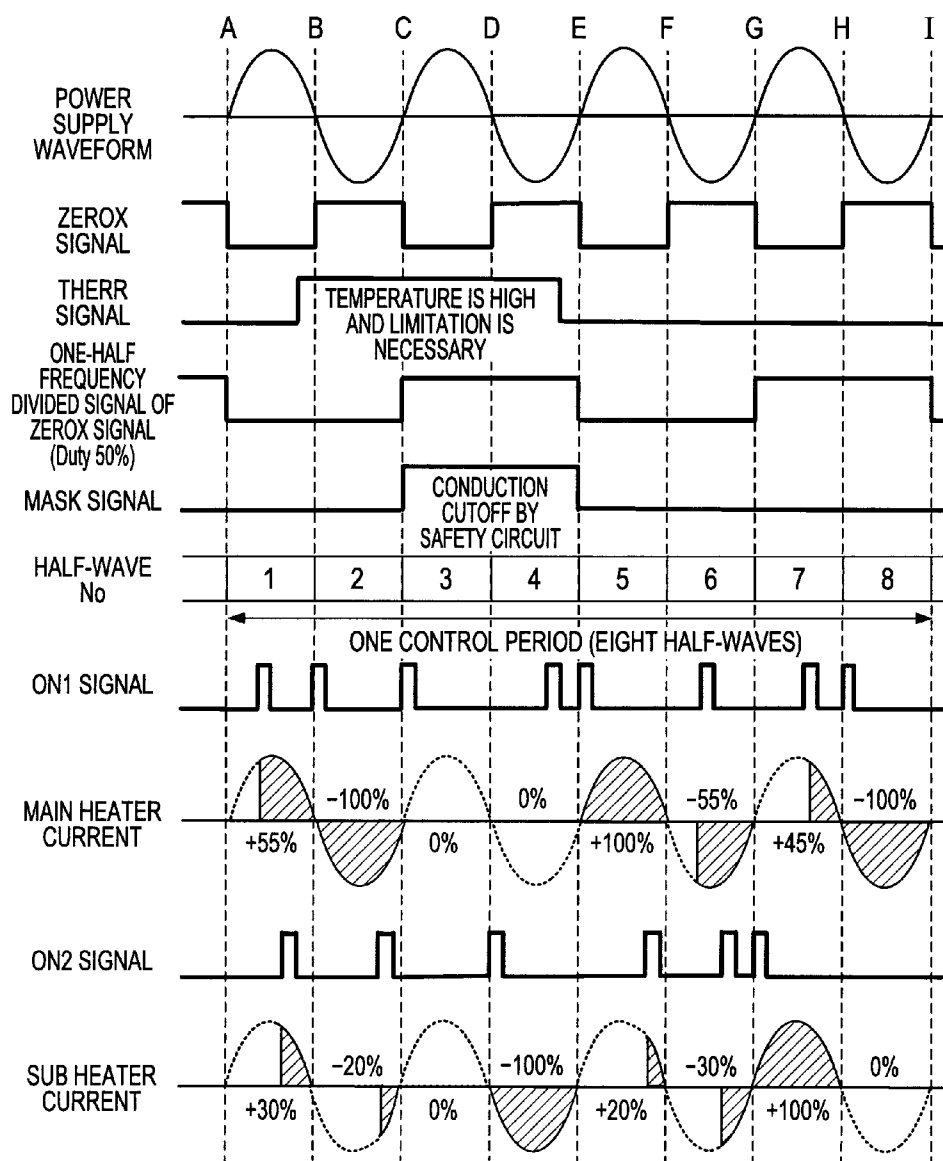 A B C D E F G H I
POWER
SUPPLY
WAVEFORM
ZEROX
SIGNAL
THERR
SIGNAL
TEMPERATURE IS HIGH
AND LIMITATION IS
NECESSARY
ONE-HALF
FREQUENCY
DIVIDED SIGNAL OF
ZEROX SIGNAL
(Duty 50%)
MASK SIGNAL
CONDUCTION
CUTOFF BY
SAFETY CIRCUIT
HALF-WAVE
No
1 2 3 4 5 6 7 8
ONE CONTROL PERIOD (EIGHT HALF-WAVES)
ON1 SIGNAL
MAIN HEATER
CURRENT
−100% 0% −55% −100%
+55% 0% +100% +45%
ON2 SIGNAL
SUB HEATER
CURRENT
−20% −100% −30% 0%
+30% 0% +20% +100%